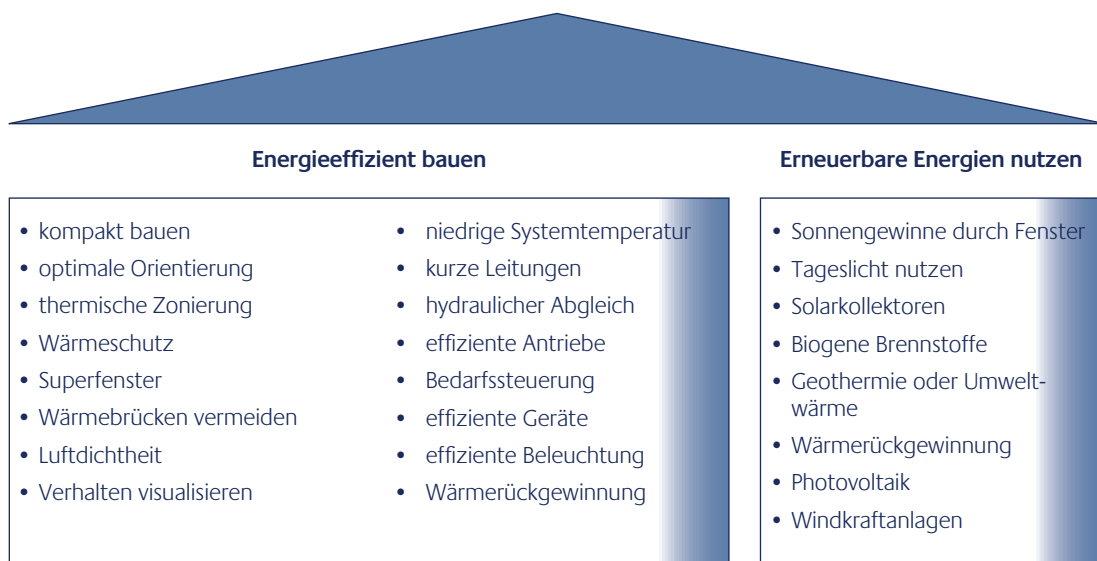 Energieeffizient bauen
• kompakt bauen
• optimale Orientierung
• thermische Zonierung
• Wärmeschutz
• Superfenster
• Wärmebrücken vermeiden
• Luftdichtheit
• Verhalten visualisieren
• niedrige Systemtemperatur
• kurze Leitungen
• hydraulicher Abgleich
• effiziente Antriebe
• Bedarfssteuerung
• effiziente Geräte
• effiziente Beleuchtung
• Wärmerückgewinnung
Erneuerbare Energien nutzen
• Sonnengewinne durch Fenster
• Tageslicht nutzen
• Solarkollektoren
• Biogene Brennstoffe
• Geothermie oder Umwelt-
wärme
• Wärmerückgewinnung
• Photovoltaik
• Windkraftanlagen